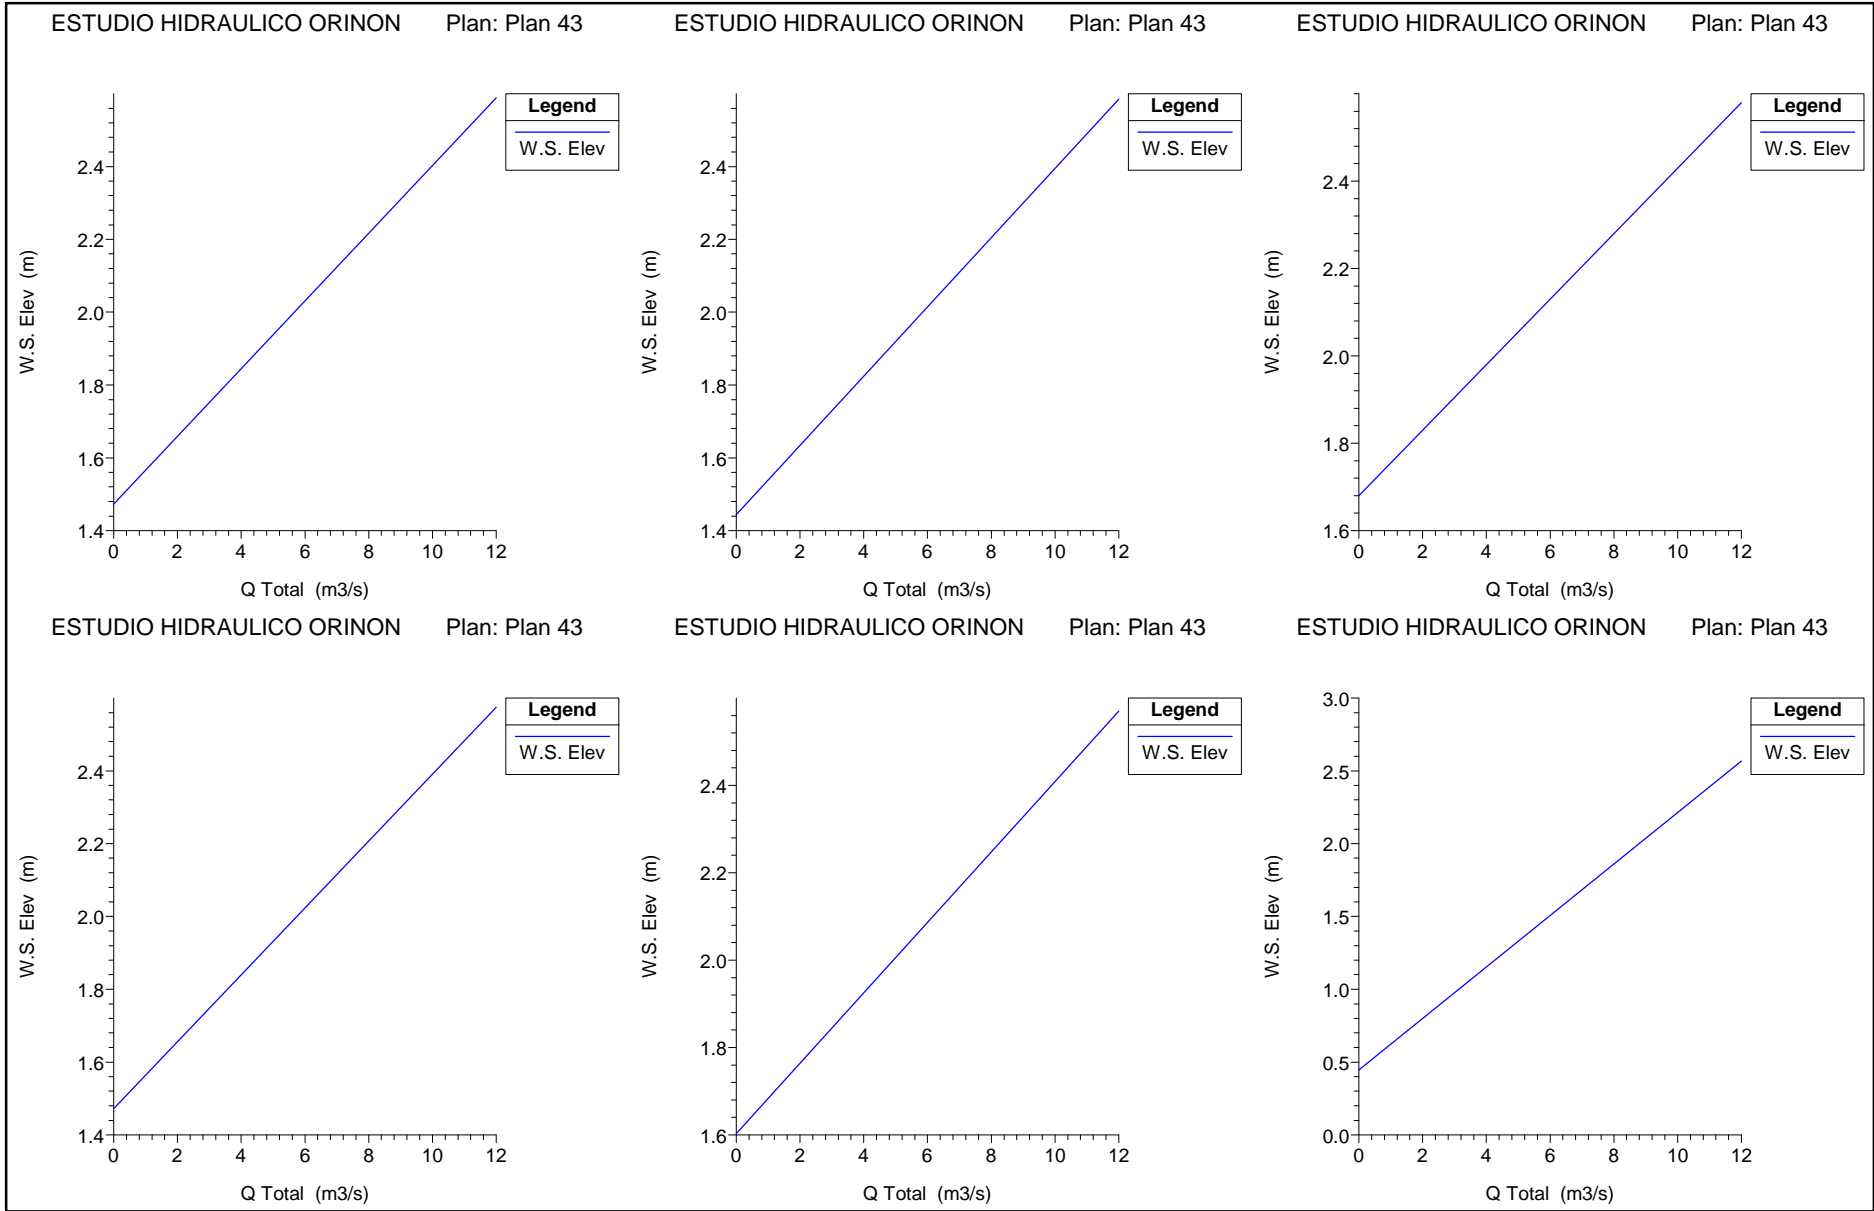 ESTUDIO HIDRAULICO ORINON Plan: Plan 43
Legend
W.S. Elev
2.4
2.2
2.0
1.8
1.6
1.4
W.S. Elev (m)
0 2 4 6 8 10 12
Q Total (m3/s)
ESTUDIO HIDRAULICO ORINON Plan: Plan 43
Legend
W.S. Elev
2.4
2.2
2.0
1.8
1.6
1.4
W.S. Elev (m)
0 2 4 6 8 10 12
Q Total (m3/s)
ESTUDIO HIDRAULICO ORINON Plan: Plan 43
Legend
W.S. Elev
2.4
2.2
2.0
1.8
1.6
W.S. Elev (m)
0 2 4 6 8 10 12
Q Total (m3/s)
ESTUDIO HIDRAULICO ORINON Plan: Plan 43
Legend
W.S. Elev
2.4
2.2
2.0
1.8
1.6
1.4
W.S. Elev (m)
0 2 4 6 8 10 12
Q Total (m3/s)
ESTUDIO HIDRAULICO ORINON Plan: Plan 43
Legend
W.S. Elev
2.4
2.2
2.0
1.8
1.6
W.S. Elev (m)
0 2 4 6 8 10 12
Q Total (m3/s)
ESTUDIO HIDRAULICO ORINON Plan: Plan 43
Legend
W.S. Elev
3.0
2.5
2.0
1.5
1.0
0.5
0.0
W.S. Elev (m)
0 2 4 6 8 10 12
Q Total (m3/s)